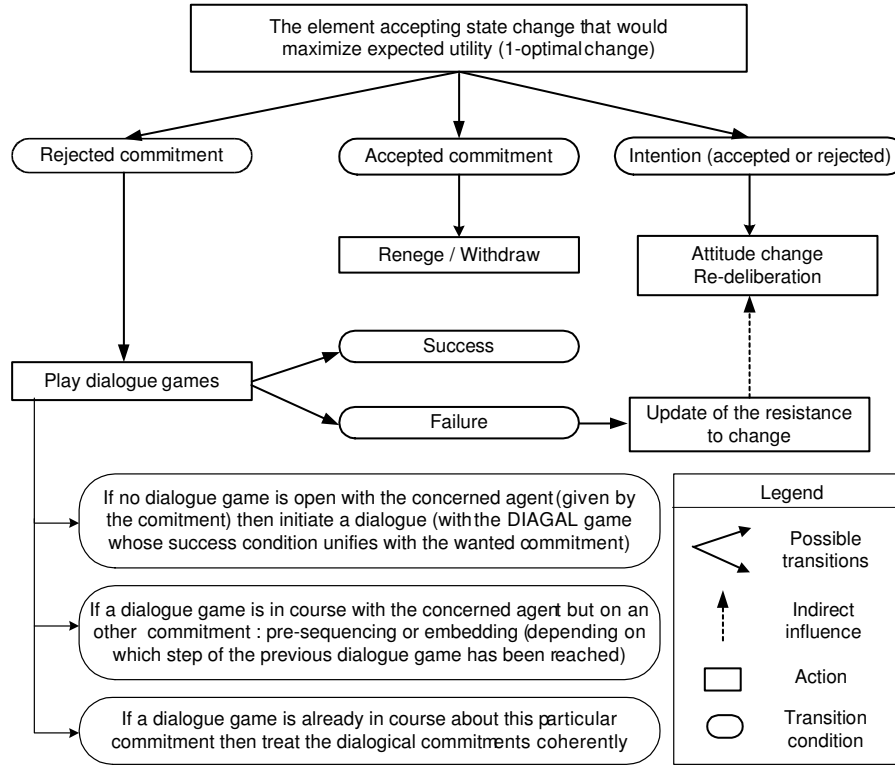 The element accepting state change that would
maximize expected utility (1-optimal change)
Rejected commitment
Accepted commitment
Intention (accepted or rejected)
Renege / Withdraw
Attitude change
Re-deliberation
Success
Play dialogue games
Failure
Update of the resistance
to change
If no dialogue game is open with the concerned agent (given
by the comitment) then initiate a dialogue (with the DIAGAL game
whose success condition unifies with the wanted commitment)
If a dialogue game is in course with the concerned agent but on an
other commitment : pre-sequencing or embedding (depending on
which step of the previous dialogue game has been reached)
If a dialogue game is already in course about this particular
commitment then treat the dialogical commitments coherently
Legend
Possible
transitions
Indirect
influence
Action
Transition
condition